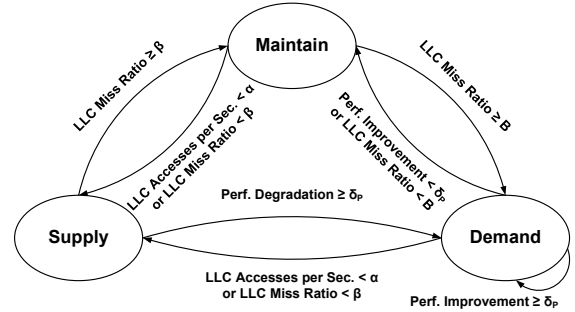 Maintain
LLC Miss Ratio ≥ β
LLC Accesses per Sec. < α
or LLC Miss Ratio < β
Perf. Improvement < δP
or LLC Miss Ratio < B
LLC Miss Ratio ≥ B
Perf. Degradation ≥ δP
Supply
Demand
LLC Accesses per Sec. < α
or LLC Miss Ratio < β
Perf. Improvement ≥ δP